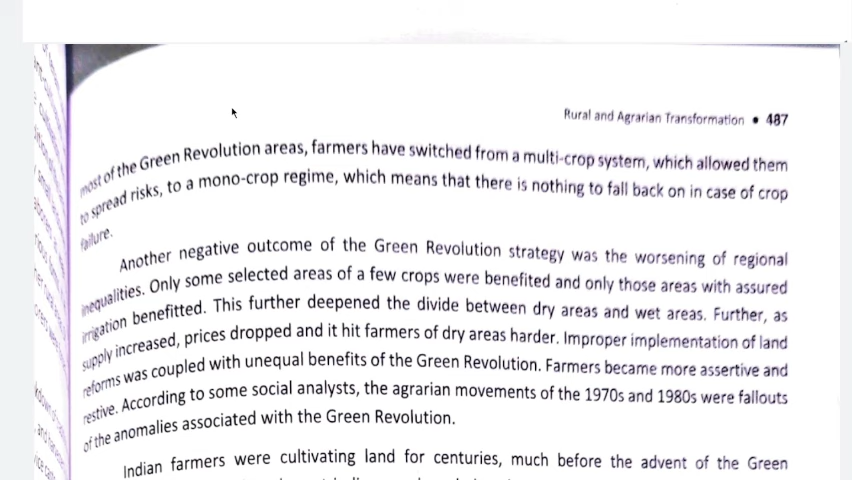 Rural and Agrarian Transformation • 487
most of the Green Revolution areas, farmers have switched from a multi-crop system, which allowed them
to spread risks, to a mono-crop regime, which means that there is nothing to fall back on in case of crop
failure.
Another negative outcome of the Green Revolution strategy was the worsening of regional
inequalities. Only some selected areas of a few crops were benefited and only those areas with assured
irrigation benefitted. This further deepened the divide between dry areas and wet areas. Further, as
supply increased, prices dropped and it hit farmers of dry areas harder. Improper implementation of land
reforms was coupled with unequal benefits of the Green Revolution. Farmers became more assertive and
restive. According to some social analysts, the agrarian movements of the 1970s and 1980s were fallouts
of the anomalies associated with the Green Revolution.
Indian farmers were cultivating land for centuries, much before the advent of the Green